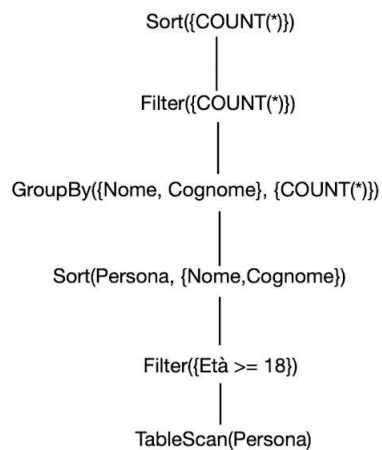 Sort({COUNT(*)})
Filter({COUNT(*)})
GroupBy({Nome, Cognome}, {COUNT(*)})
Sort(Persona, {Nome,Cognome})
Filter({Età >= 18})
TableScan(Persona)